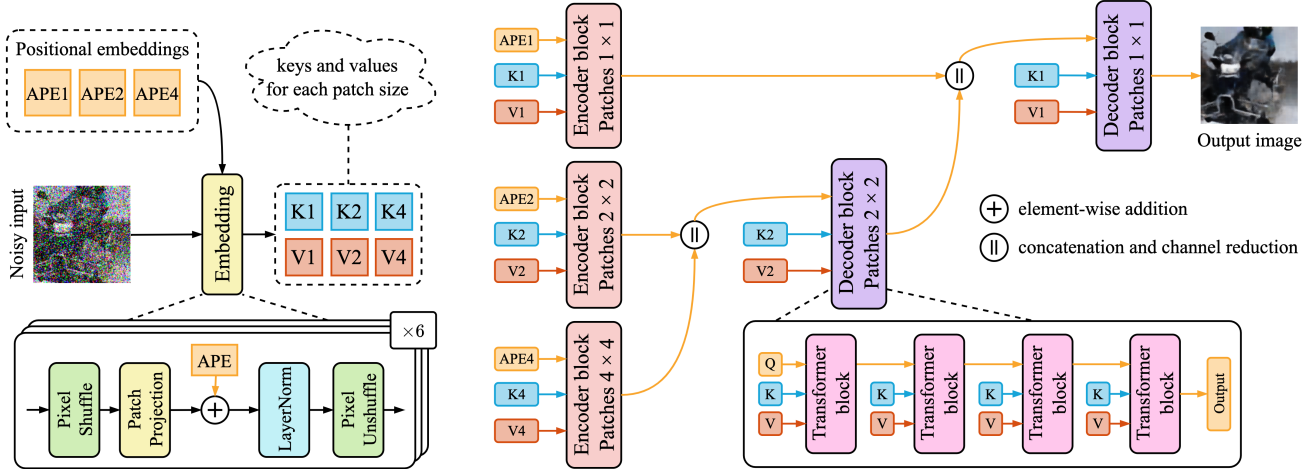 Positional embeddings
APE1 APE2 APE4
keys and values
for each patch size
Noisy input
Embedding
K1 K2 K4
V1 V2 V4
×6
Pixel
Shuffle
Patch
Projection
APE
+
LayerNorm
Pixel
Unshuffle
APE1
K1
V1
Encoder block
Patches 1 × 1
APE2
K2
V2
Encoder block
Patches 2 × 2
APE4
K4
V4
Encoder block
Patches 4 × 4
||
K2
V2
Decoder block
Patches 2 × 2
||
K1
V1
Decoder block
Patches 1 × 1
Output image
+ element-wise addition
|| concatenation and channel reduction
Q
K
V
Transformer
block
K
V
Transformer
block
K
V
Transformer
block
K
V
Transformer
block
Output